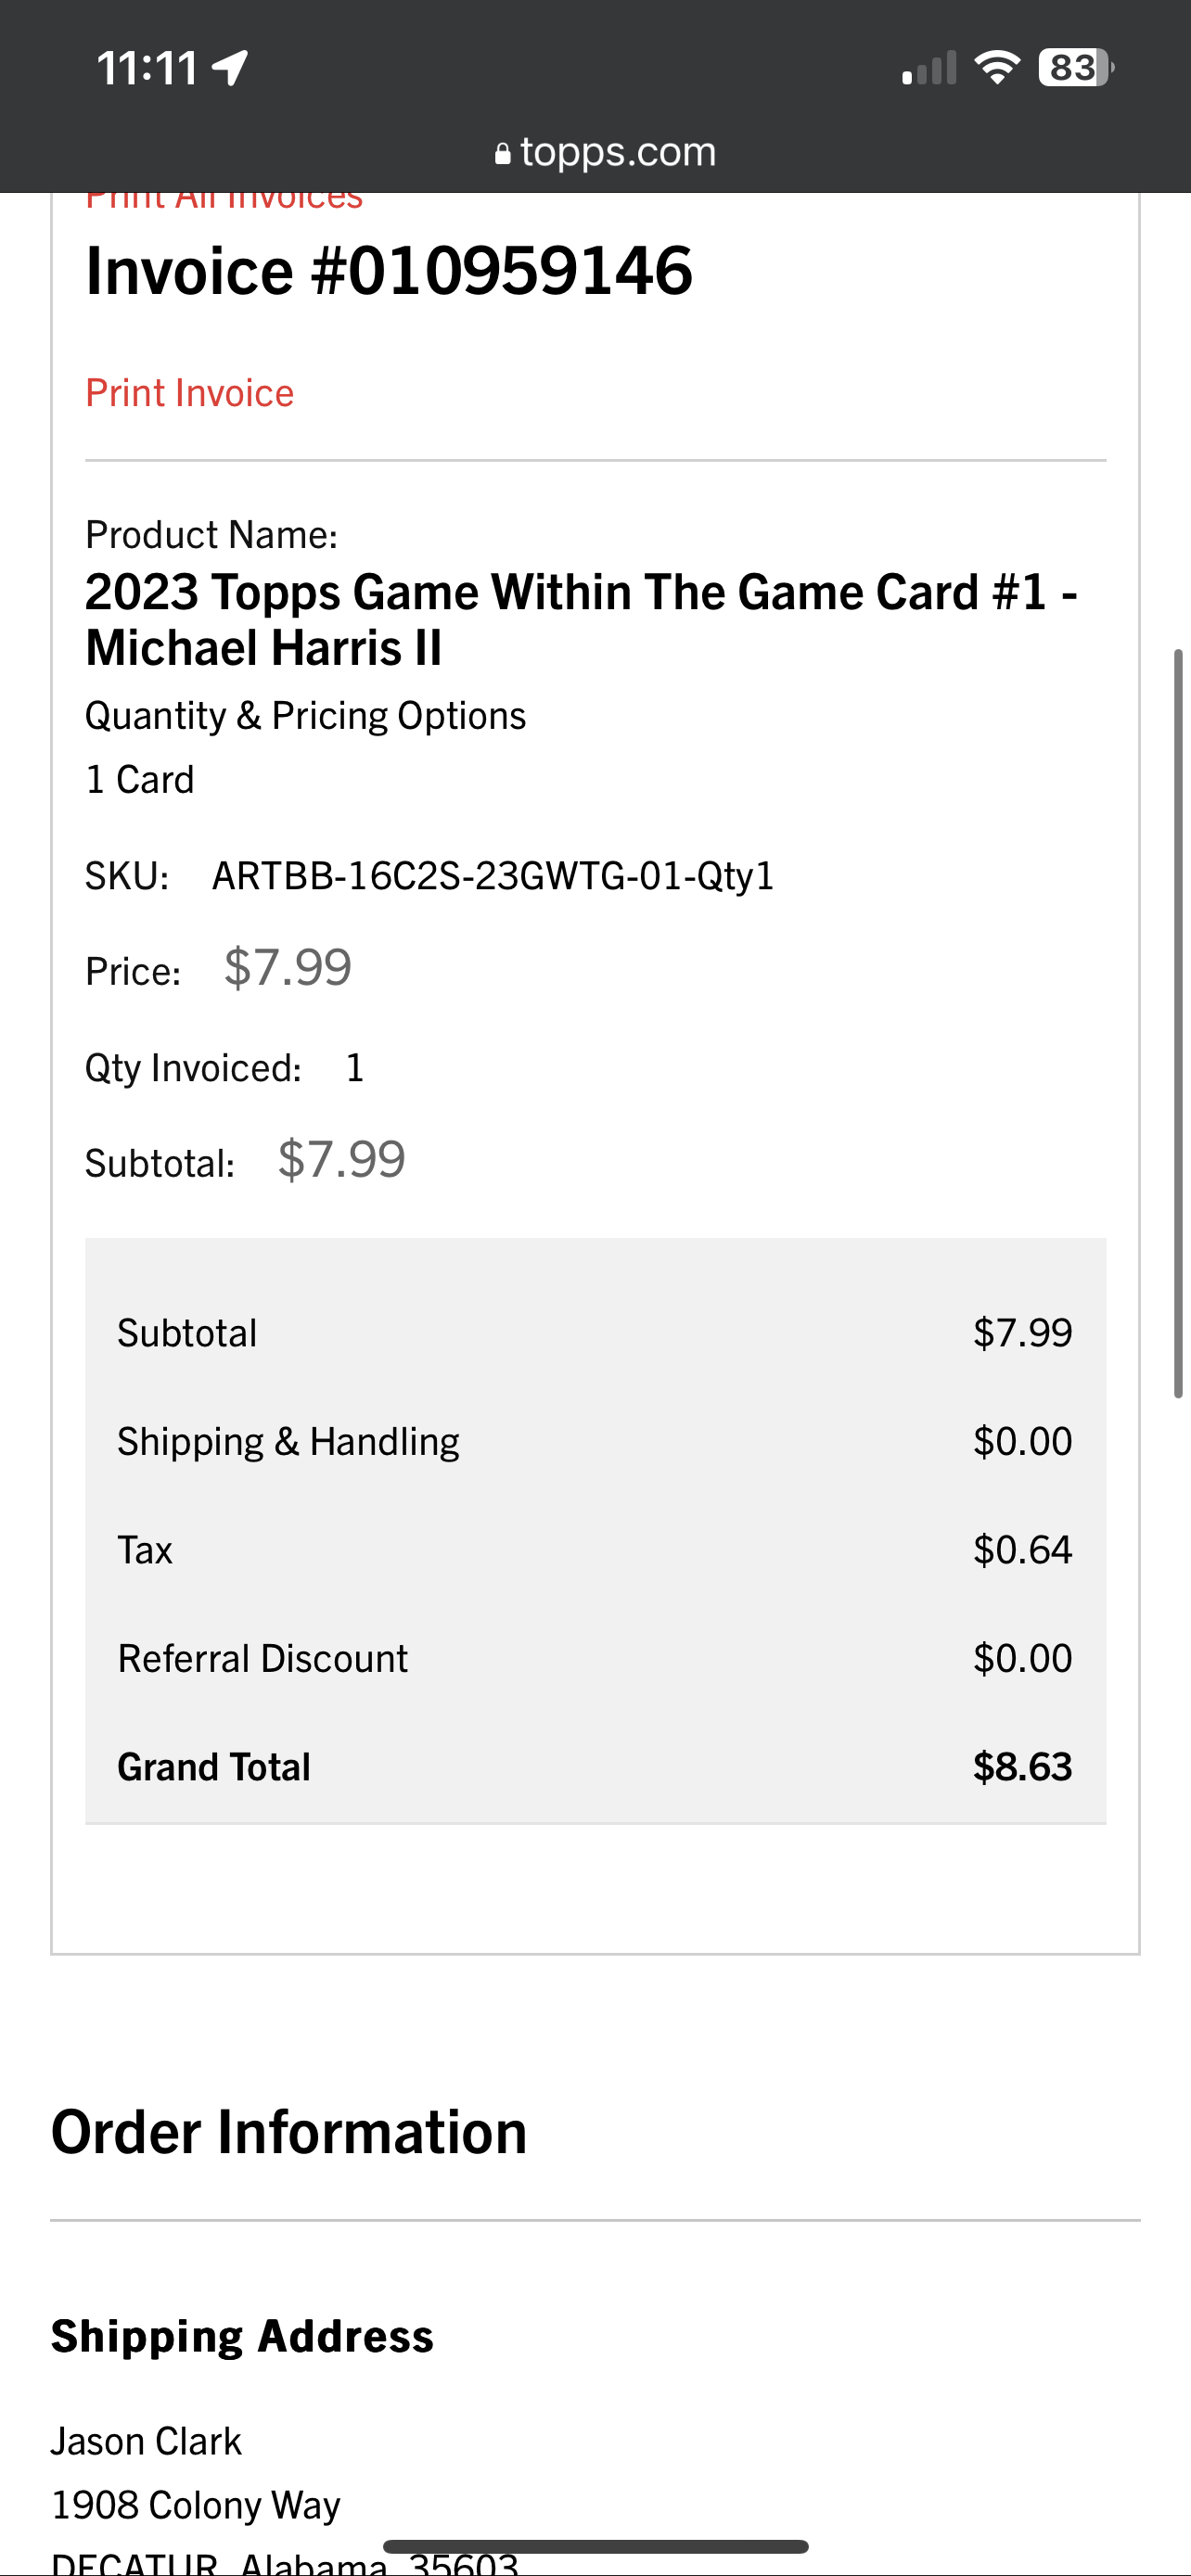 11:11
83
topps.com
Print All Invoices
Invoice #010959146
Print Invoice
Product Name:
2023 Topps Game Within The Game Card #1 -
Michael Harris II
Quantity & Pricing Options
1 Card
SKU: ARTBB-16C2S-23GWTG-01-Qty1
Price: $7.99
Qty Invoiced: 1
Subtotal: $7.99
Subtotal $7.99
Shipping & Handling $0.00
Tax $0.64
Referral Discount $0.00
Grand Total $8.63
Order Information
Shipping Address
Jason Clark
1908 Colony Way
DECATUR, Alabama, 35603